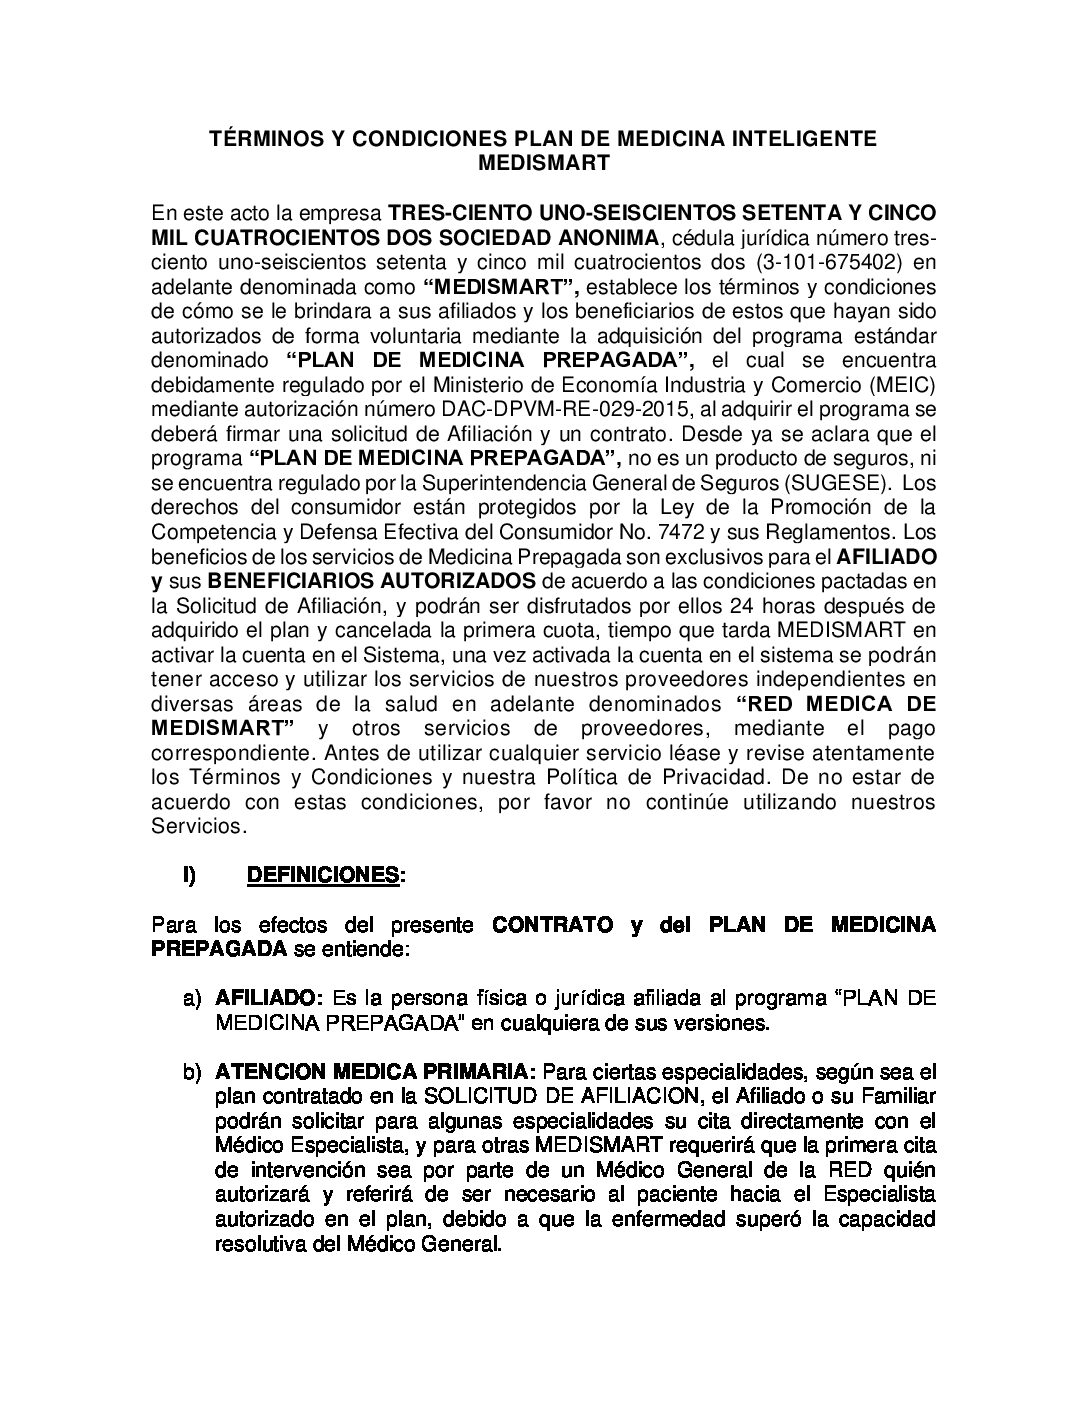 TÉRMINOS Y CONDICIONES PLAN DE MEDICINA INTELIGENTE
MEDISMART
En este acto la empresa TRES-CIENTO UNO-SEISCIENTOS SETENTA Y CINCO
MIL CUATROCIENTOS DOS SOCIEDAD ANONIMA, cédula jurídica número tres-
ciento uno-seiscientos setenta y cinco mil cuatrocientos dos (3-101-675402) en
adelante denominada como “MEDISMART”, establece los términos y condiciones
de cómo se le brindara a sus afiliados y los beneficiarios de estos que hayan sido
autorizados de forma voluntaria mediante la adquisición del programa estándar
denominado “PLAN DE MEDICINA PREPAGADA”, el cual se encuentra
debidamente regulado por el Ministerio de Economía Industria y Comercio (MEIC)
mediante autorización número DAC-DPVM-RE-029-2015, al adquirir el programa se
deberá firmar una solicitud de Afiliación y un contrato. Desde ya se aclara que el
programa “PLAN DE MEDICINA PREPAGADA”, no es un producto de seguros, ni
se encuentra regulado por la Superintendencia General de Seguros (SUGESE). Los
derechos del consumidor están protegidos por la Ley de la Promoción de la
Competencia y Defensa Efectiva del Consumidor No. 7472 y sus Reglamentos. Los
beneficios de los servicios de Medicina Prepagada son exclusivos para el AFILIADO
y sus BENEFICIARIOS AUTORIZADOS de acuerdo a las condiciones pactadas en
la Solicitud de Afiliación, y podrán ser disfrutados por ellos 24 horas después de
adquirido el plan y cancelada la primera cuota, tiempo que tarda MEDISMART en
activar la cuenta en el Sistema, una vez activada la cuenta en el sistema se podrán
tener acceso y utilizar los servicios de nuestros proveedores independientes en
diversas áreas de la salud en adelante denominados “RED MEDICA DE
MEDISMART” y otros servicios de proveedores, mediante el pago
correspondiente. Antes de utilizar cualquier servicio léase y revise atentamente
los Términos y Condiciones y nuestra Política de Privacidad. De no estar de
acuerdo con estas condiciones, por favor no continúe utilizando nuestros
Servicios.
I) DEFINICIONES:
Para los efectos del presente CONTRATO y del PLAN DE MEDICINA
PREPAGADA se entiende:
a) AFILIADO: Es la persona física o jurídica afiliada al programa “PLAN DE
MEDICINA PREPAGADA” en cualquiera de sus versiones.
b) ATENCION MEDICA PRIMARIA: Para ciertas especialidades, según sea el
plan contratado en la SOLICITUD DE AFILIACION, el Afiliado o su Familiar
podrán solicitar para algunas especialidades su cita directamente con el
Médico Especialista, y para otras MEDISMART requerirá que la primera cita
de intervención sea por parte de un Médico General de la RED quién
autorizará y referirá de ser necesario al paciente hacia el Especialista
autorizado en el plan, debido a que la enfermedad superó la capacidad
resolutiva del Médico General.